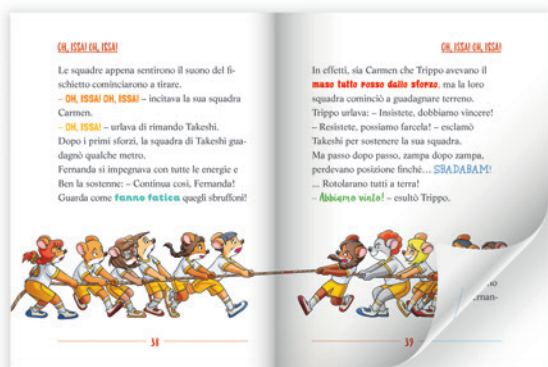 OH, ISSA! OH, ISSA!
Le squadre appena sentirono il suono del fi-
schietto cominciarono a tirare.
– OH, ISSA! OH, ISSA! – incitava la sua squadra
Carmen.
– OH, ISSA! – urlava di rimando Takeshi.
Dopo i primi sforzi, la squadra di Takeshi gua-
dagnò qualche metro.
Fernanda si impegnava con tutte le energie e
Ben la sostenne: – Continua così, Fernanda!
Guarda come fanno fatica quegli sbruffoni!
38
OH, ISSA! OH, ISSA!
In effetti, sia Carmen che Trippo avevano il
muso tutto rosso dallo sforzo, ma la loro
squadra cominciò a guadagnare terreno.
Trippo urlava: – Insistete, dobbiamo vincere!
– Resistete, possiamo farcela! – esclamò
Takeshi per sostenere la sua squadra.
Ma passo dopo passo, zampa dopo zampa,
perdevano posizione finché... SBADABAM!
... Rotolarano tutti a terra!
– Abbiamo vinto! – esultò Trippo.
39